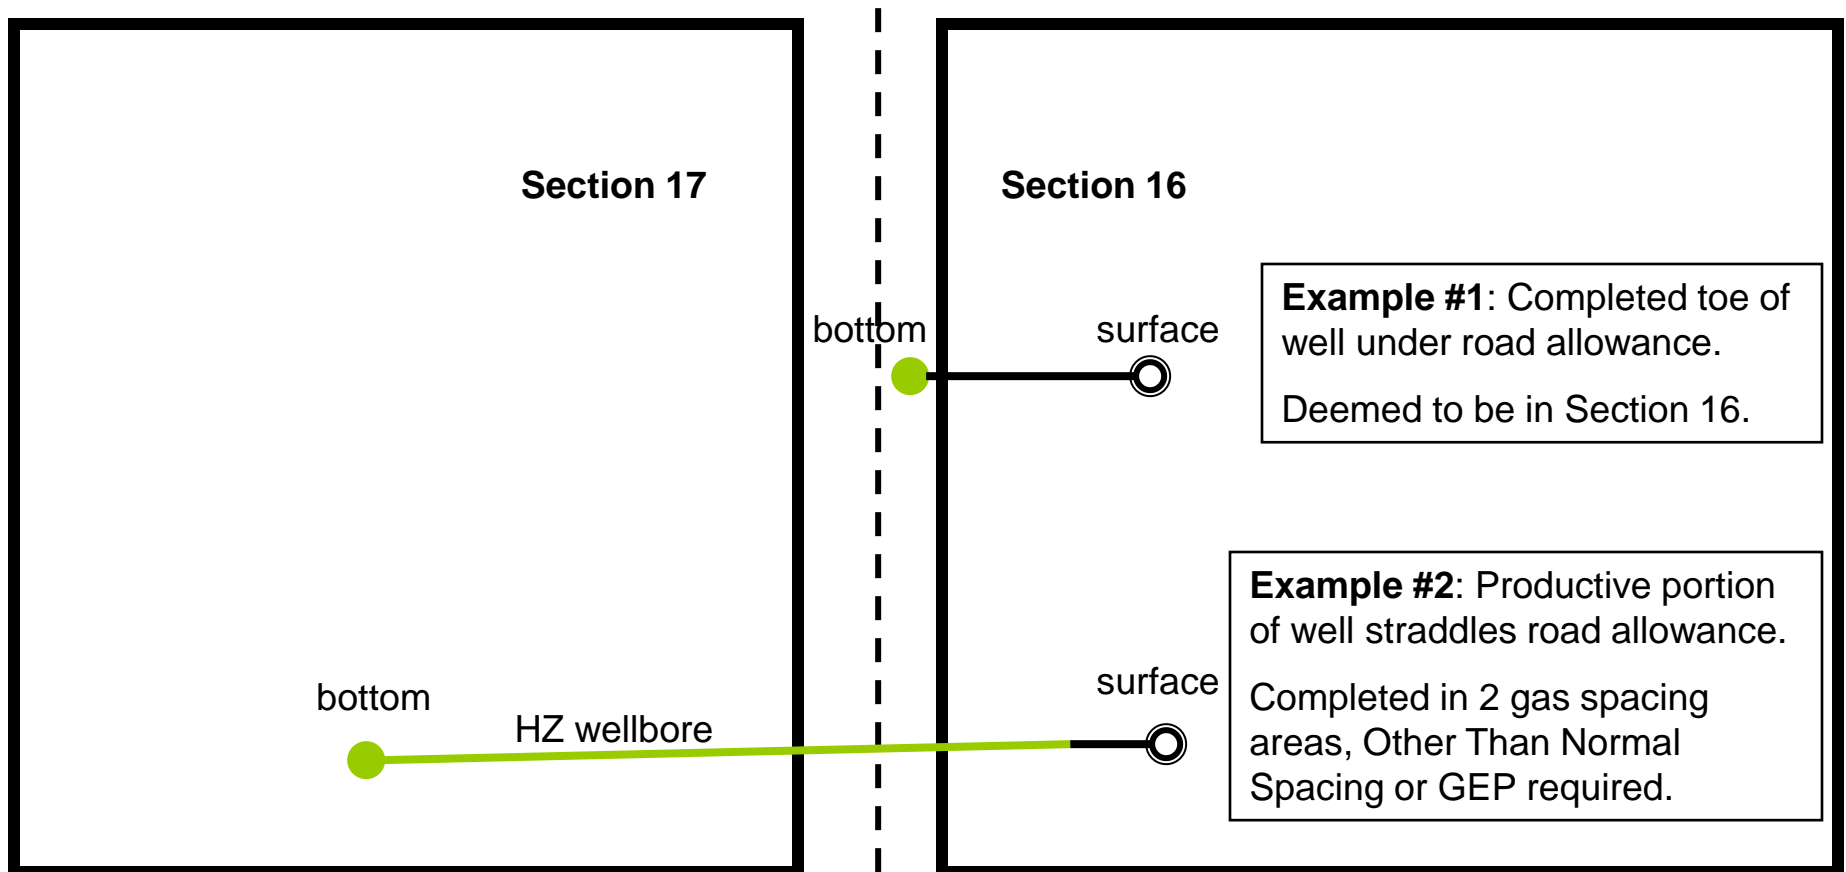 Section 17
Section 16
bottom
surface
Example #1: Completed toe of
well under road allowance.
Deemed to be in Section 16.
bottom
HZ wellbore
surface
Example #2: Productive portion
of well straddles road allowance.
Completed in 2 gas spacing
areas, Other Than Normal
Spacing or GEP required.